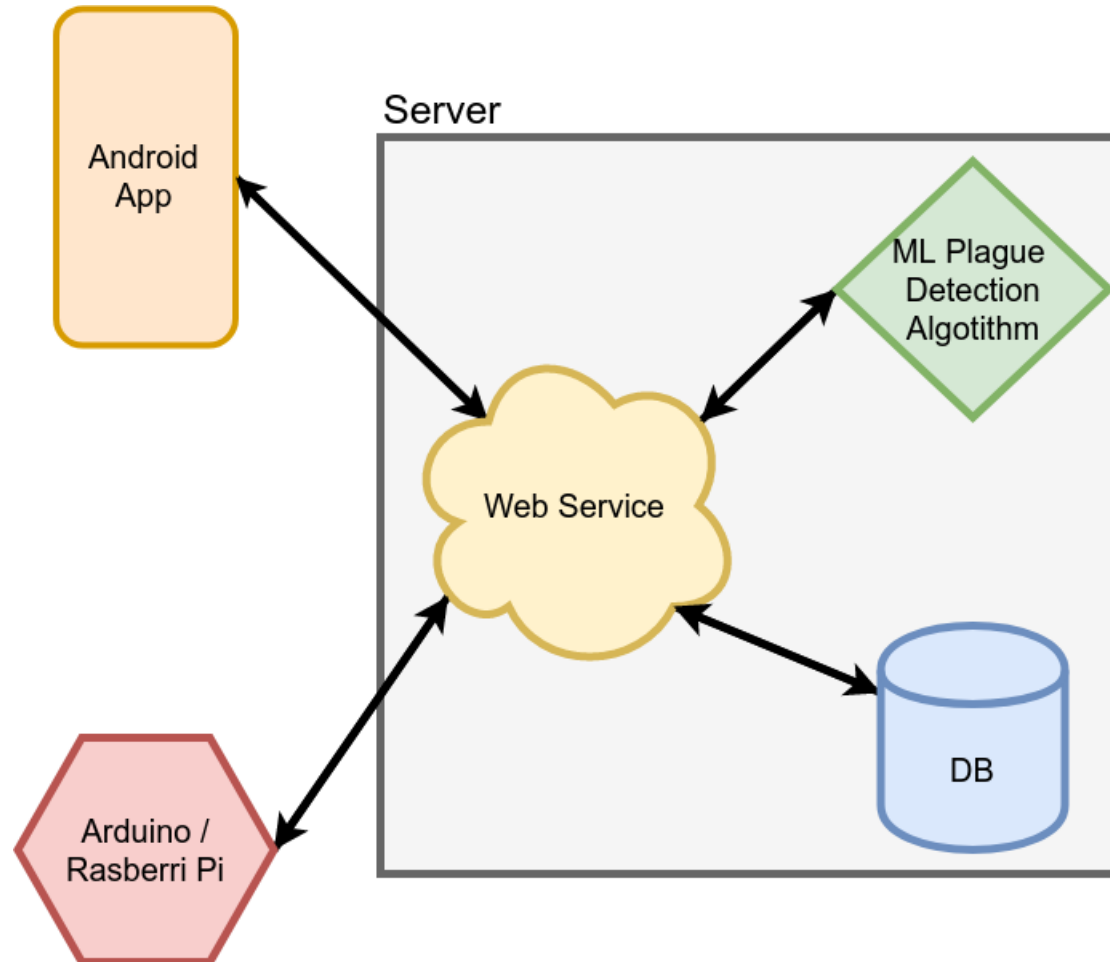 Server
Android
App
ML Plague
Detection
Algotithm
Web Service
DB
Arduino /
Rasberri Pi